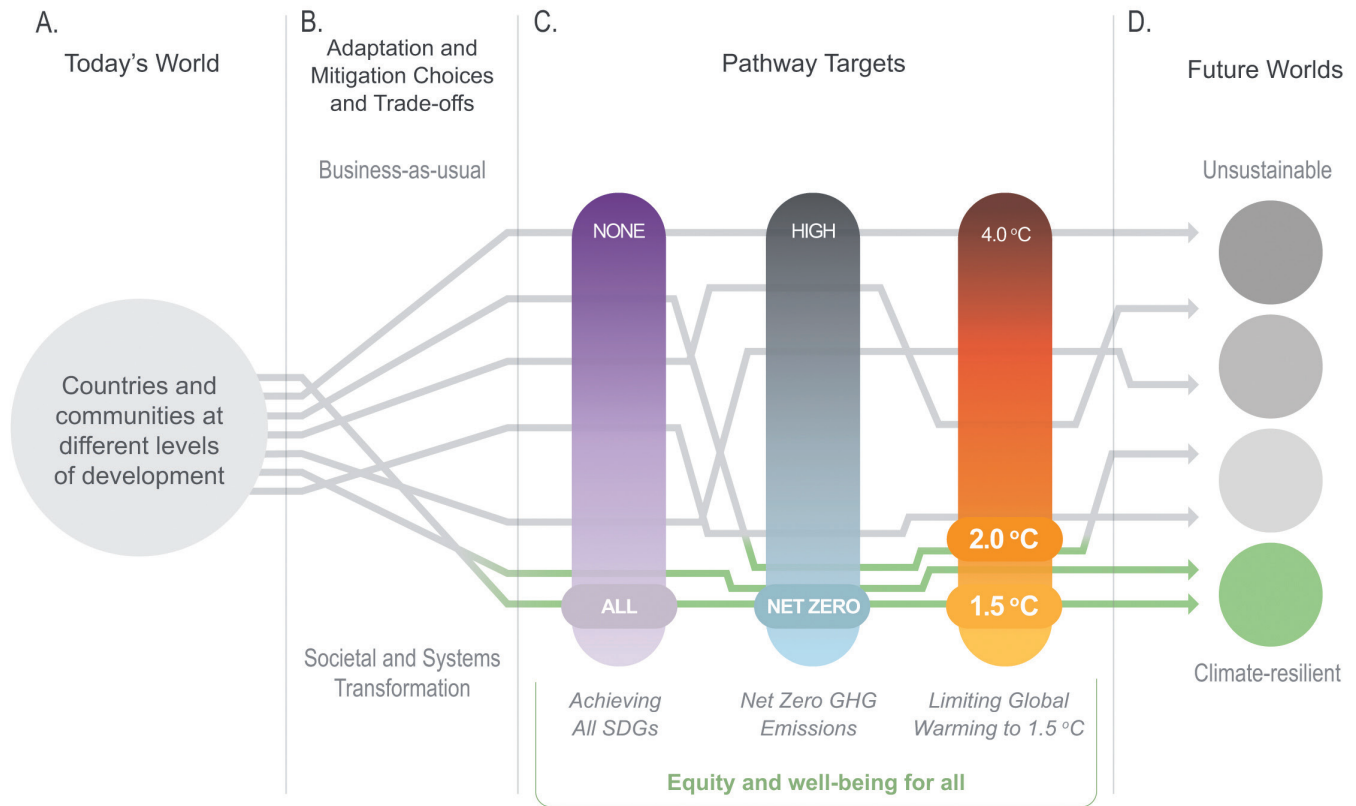 A.
Today's World
B.
Adaptation and
Mitigation Choices
and Trade-offs
C.
Pathway Targets
D.
Future Worlds
Business-as-usual
Unsustainable
NONE
HIGH
4.0 °C
Countries and
communities at
different levels
of development
2.0 °C
ALL
NET ZERO
1.5 °C
Societal and Systems
Transformation
Climate-resilient
Achieving
All SDGs
Net Zero GHG
Emissions
Limiting Global
Warming to 1.5 °C
Equity and well-being for all